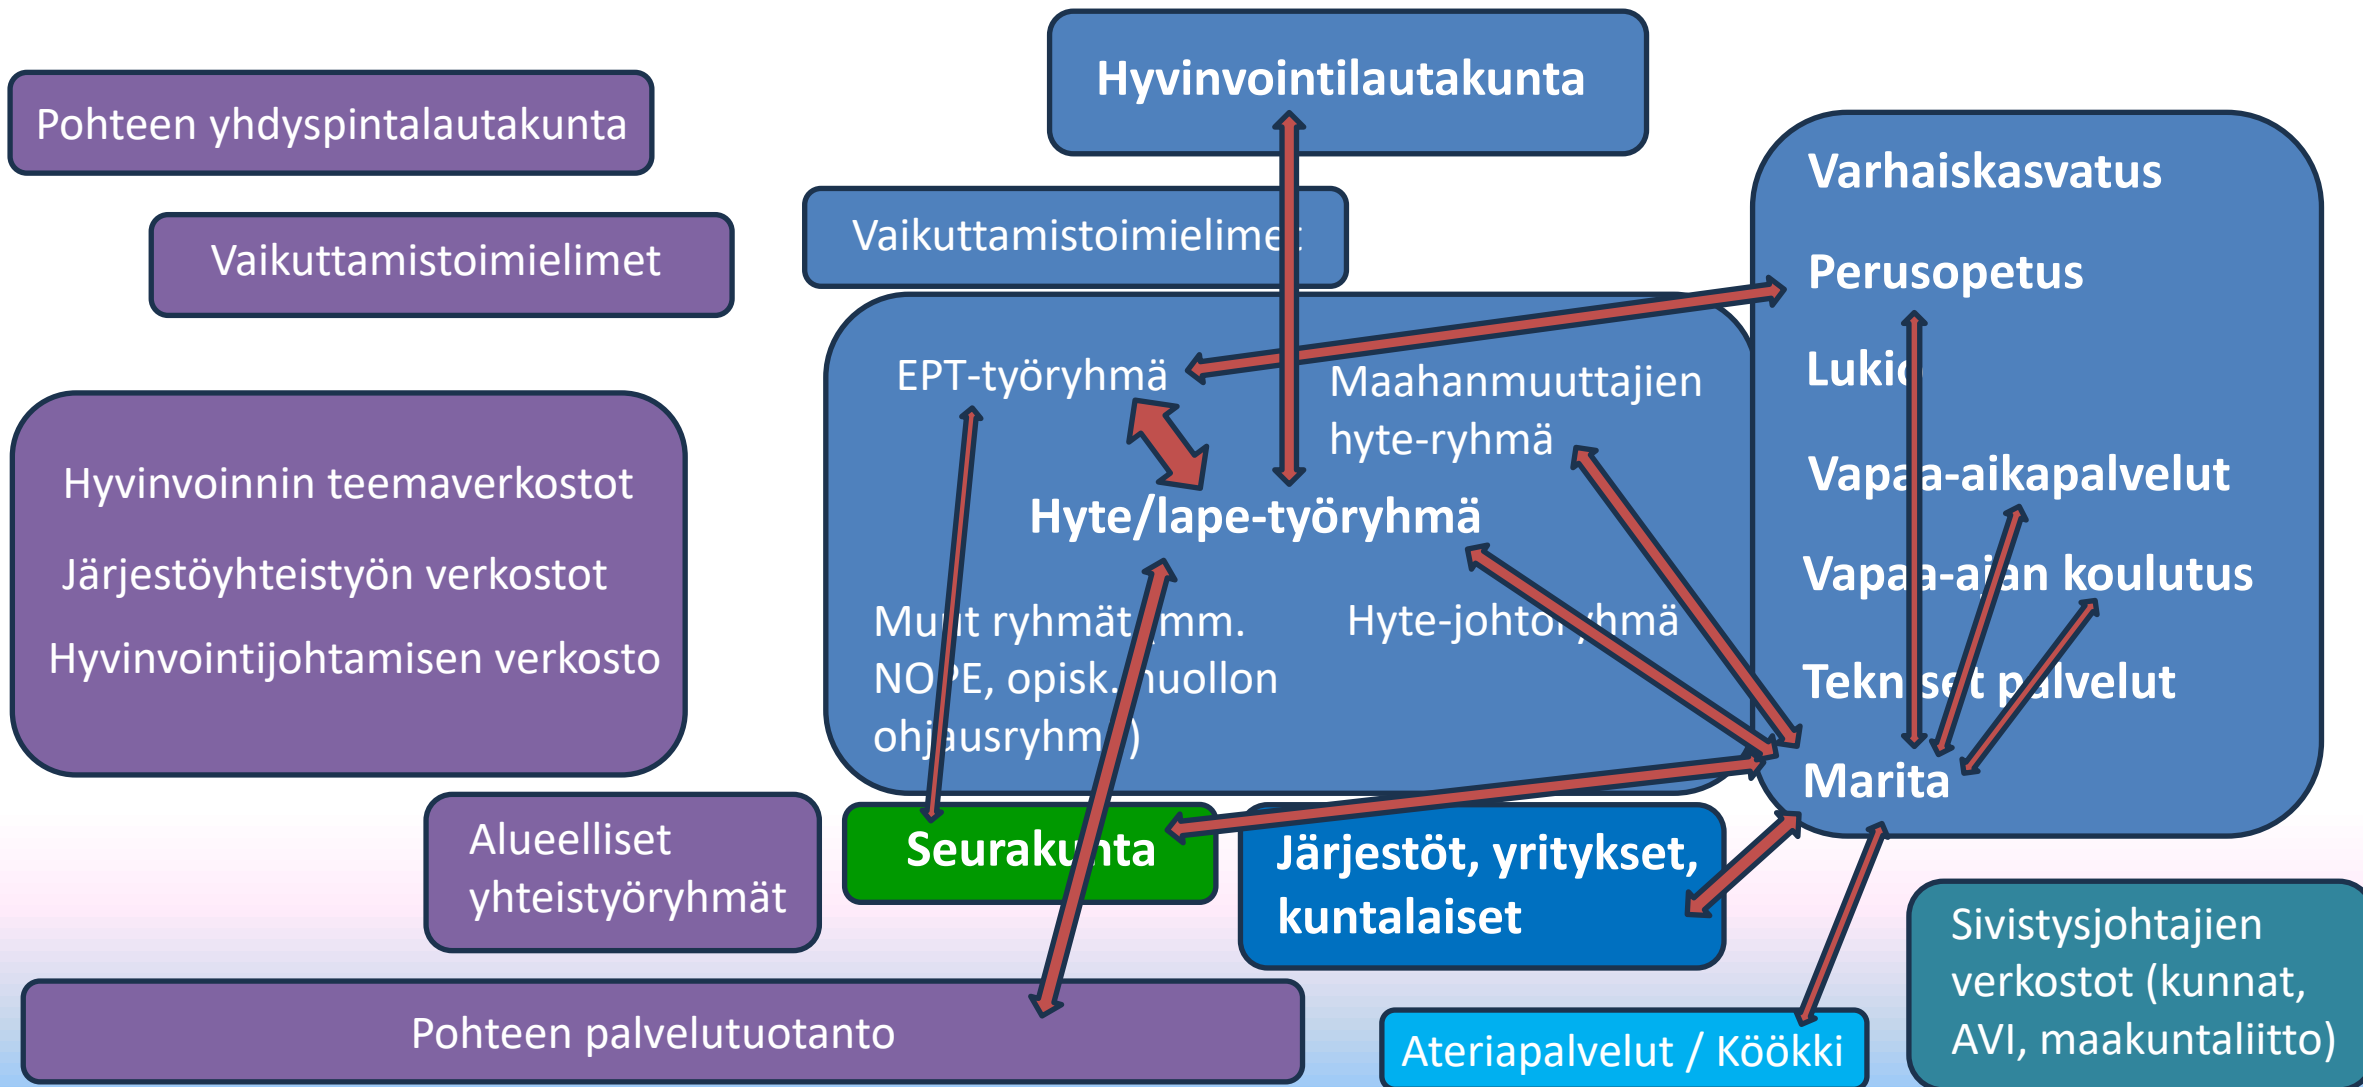 Hyvinvointilautakunta
Pohteen yhdyspintalautakunta
Vaikuttamistoimielimet
Vaikuttamistoimielimet
Varhaiskasvatus
Perusopetus
Lukio
Vapaa-aikapalvelut
Vapaa-ajan koulutus
Tekniset palvelut
Marita
EPT-työryhmä
Maahanmuuttajien
hyte-ryhmä
Hyte/lape-työryhmä
Muut ryhmät (mm.
NOPE, opisk.huollon
ohjausryhmä)
Hyte-johtoryhmä
Hyvinvoinnin teemaverkostot
Järjestöyhteistyön verkostot
Hyvinvointijohtamisen verkosto
Alueelliset
yhteistyöryhmät
Seurakunta
Järjestöt, yritykset,
kuntalaiset
Sivistysjohtajien
verkostot (kunnat,
AVI, maakuntaliitto)
Pohteen palvelutuotanto
Ateriapalvelut / Köökki